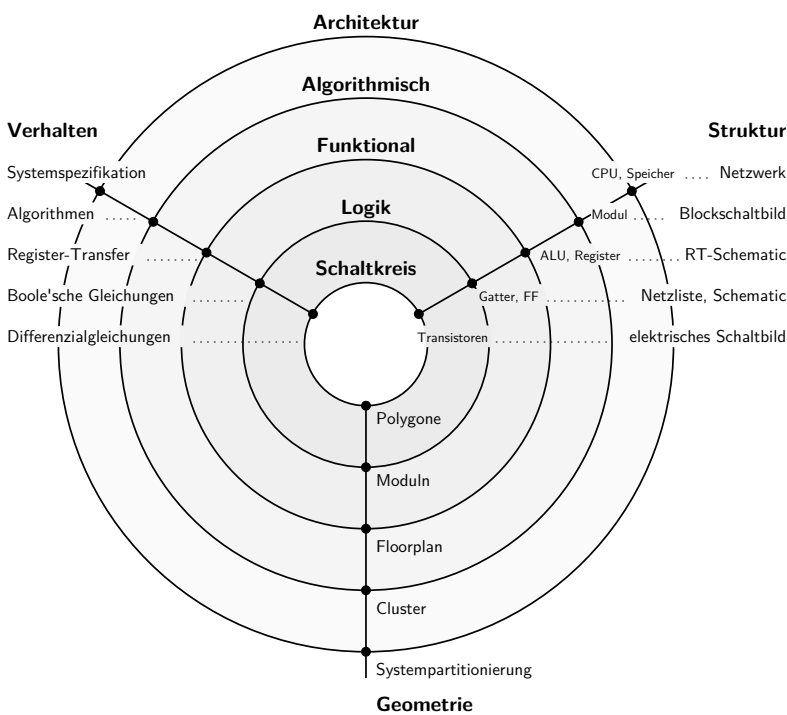 Architektur
Algorithmisch
Verhalten
Struktur
Funktional
Systemspezifikation
CPU, Speicher .... Netzwerk
Logik
Algorithmen
Modul Blockschaltbild
Register-Transfer
ALU, Register RT-Schematic
Schaltkreis
Boole'sche Gleichungen
Gatter, FF Netzliste, Schematic
Differenzialgleichungen
Transistoren elektrisches Schaltbild
Polygone
Moduln
Floorplan
Cluster
Systempartitionierung
Geometrie